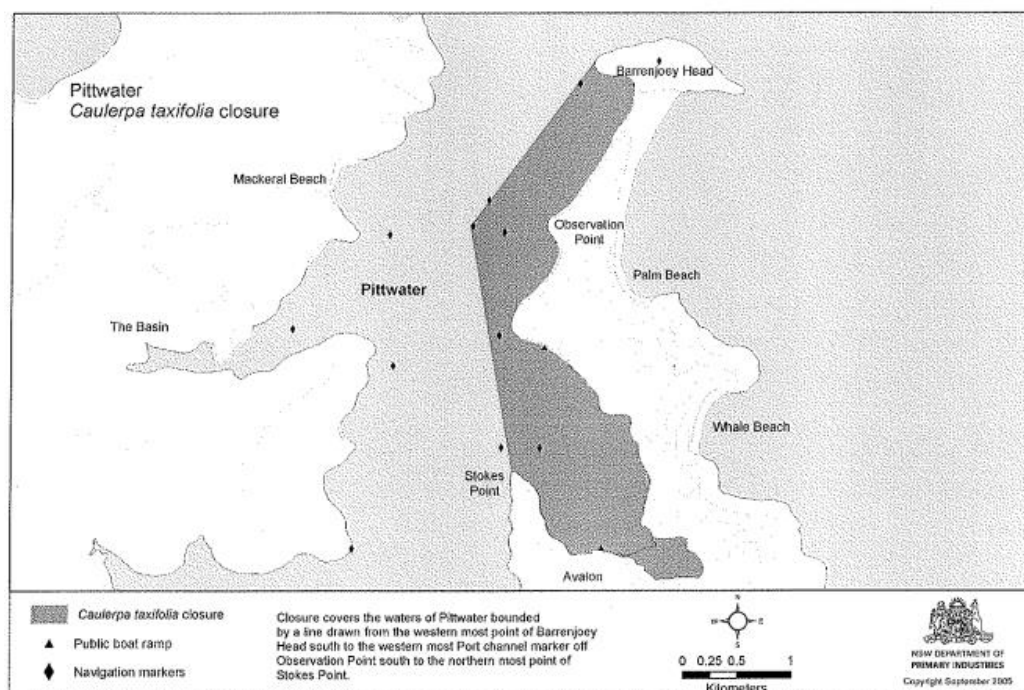 Pittwater
Caulerpa taxifolia closure
Barrenjoey Head
Mackeral Beach
Observation
Point
Palm Beach
Pittwater
The Basin
Whale Beach
Stokes
Point
Avalon
Caulerpa taxifolia closure
Public boat ramp
Navigation markers
Closure covers the waters of Pittwater bounded
by a line drawn from the western most point of Barrenjoey
Head south to the western most Port channel marker off
Observation Point south to the northern most point of
Stokes Point.
N
W
E
S
0 0.25 0.5 1
Kilometers
NSW DEPARTMENT OF
PRIMARY INDUSTRIES
Copyright September 2005